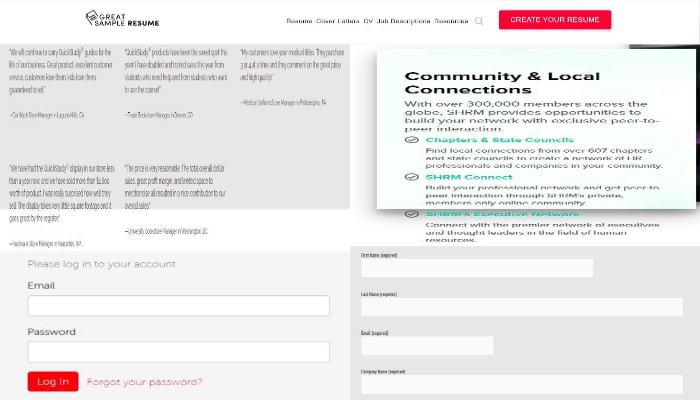 GREAT
SAMPLE RESUME
Resume Cover Letters CV Job Descriptions Resources
CREATE YOUR RESUME
"We will continue to carry QuickStudy® guides for the
life of our business. Great product, excellent customer
service, customers love them, kids love them,
guaranteed to sell."
—Car Wash Store Manager in Laguna Hills, CA
"QuickStudy® products have been the sweet spot this
year! I have doubled and tripled sales this year from
students who need help and from students who want
to ace the course!"
—Trade Bookstore Manager in Denver, CO
"My customers love your medical titles. They purchase
3 or 4 at a time and they comment on the great price
and high quality!"
—Medical Uniform Store Manager in Philadelphia, PA
"We have had the QuickStudy® display in our store less
than a year now, and we have sold more than $1,000
worth of product. I was really surprised how well they
sell. The display takes very little square footage and it
goes great by the register!"
—Hardware Store Manager in Anacortes, WA
"The price is very reasonable. The total overall dollar
sales, great profit margin, and limited space to
merchandise all resulted in a nice contribution to our
overall sales."
—University Bookstore Manager in Washington, DC
Community & Local
Connections
With over 300,000 members across the
globe, SHRM provides opportunities to
build your network with exclusive peer-to-
peer interaction.
Chapters & State Councils
Find local connections from over 607 chapters
and state councils to create a network of HR
professionals and companies in your community.
SHRM Connect
Build your professional network and get peer-to-
peer interaction through SHRM's private,
members-only online community.
SHRM's Executive Network
Connect with the premier network of executives
and thought leaders in the field of human
resources.
Please log in to your account.
Email
Password
Log In
Forgot your password?
First Name (required)
Last Name (required)
Email (required)
Company Name (required)